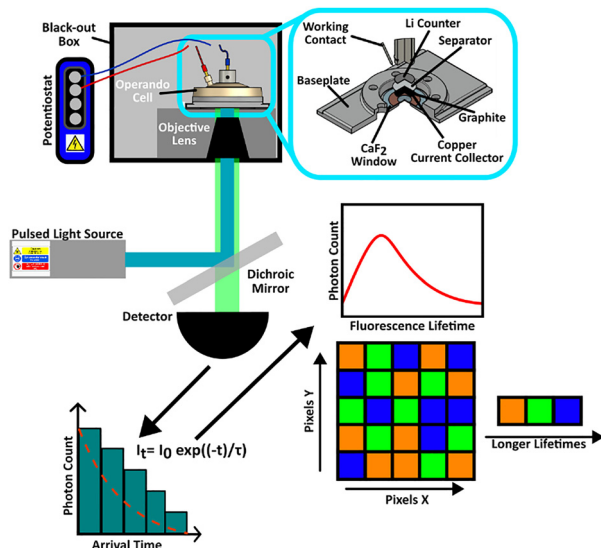 Black-out
Box
Potentiostat
Operando
Cell
Objective
Lens
Working
Contact
Li Counter
Separator
Baseplate
Graphite
CaF2
Window
Copper
Current Collector
Pulsed Light Source
Dichroic
Mirror
Detector
Photon Count
Fluorescence Lifetime
Pixels Y
Pixels X
Longer Lifetimes
It= I0 exp((-t)/τ)
Photon Count
Arrival Time